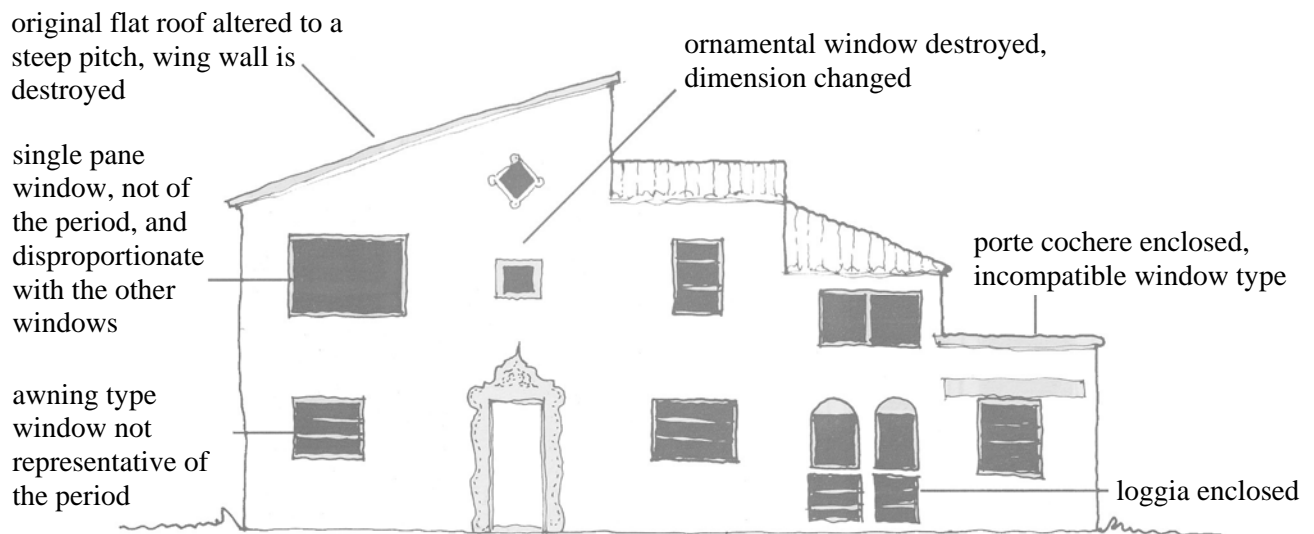 original flat roof altered to a
steep pitch, wing wall is
destroyed
ornamental window destroyed,
dimension changed
single pane
window, not of
the period, and
disproportionate
with the other
windows
porte cochere enclosed,
incompatible window type
awning type
window not
representative of
the period
loggia enclosed